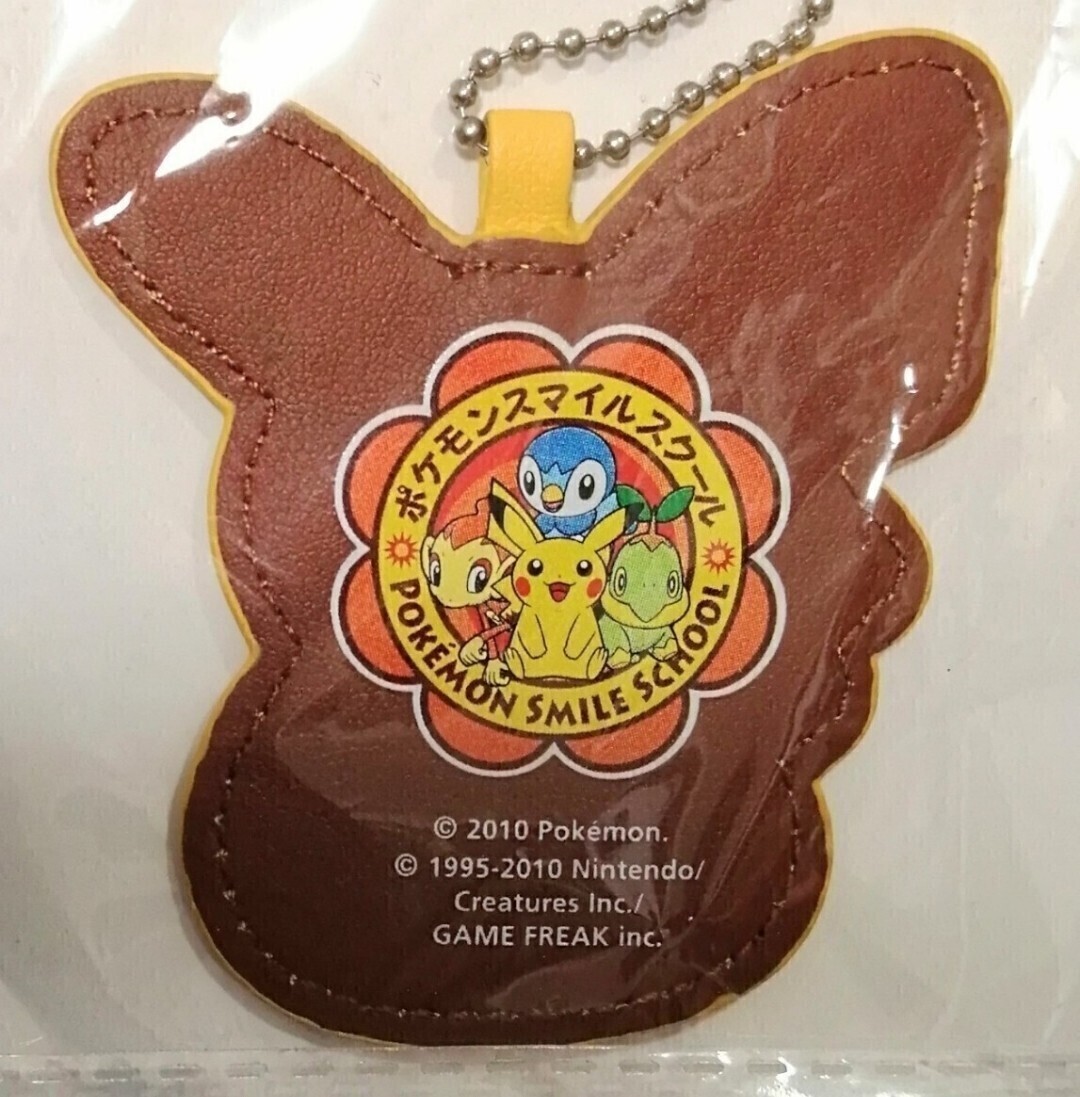 ポケモンスマイルスクール
POKÉMON SMILE SCHOOL
© 2010 Pokémon.
© 1995-2010 Nintendo/
Creatures Inc./
GAME FREAK inc.